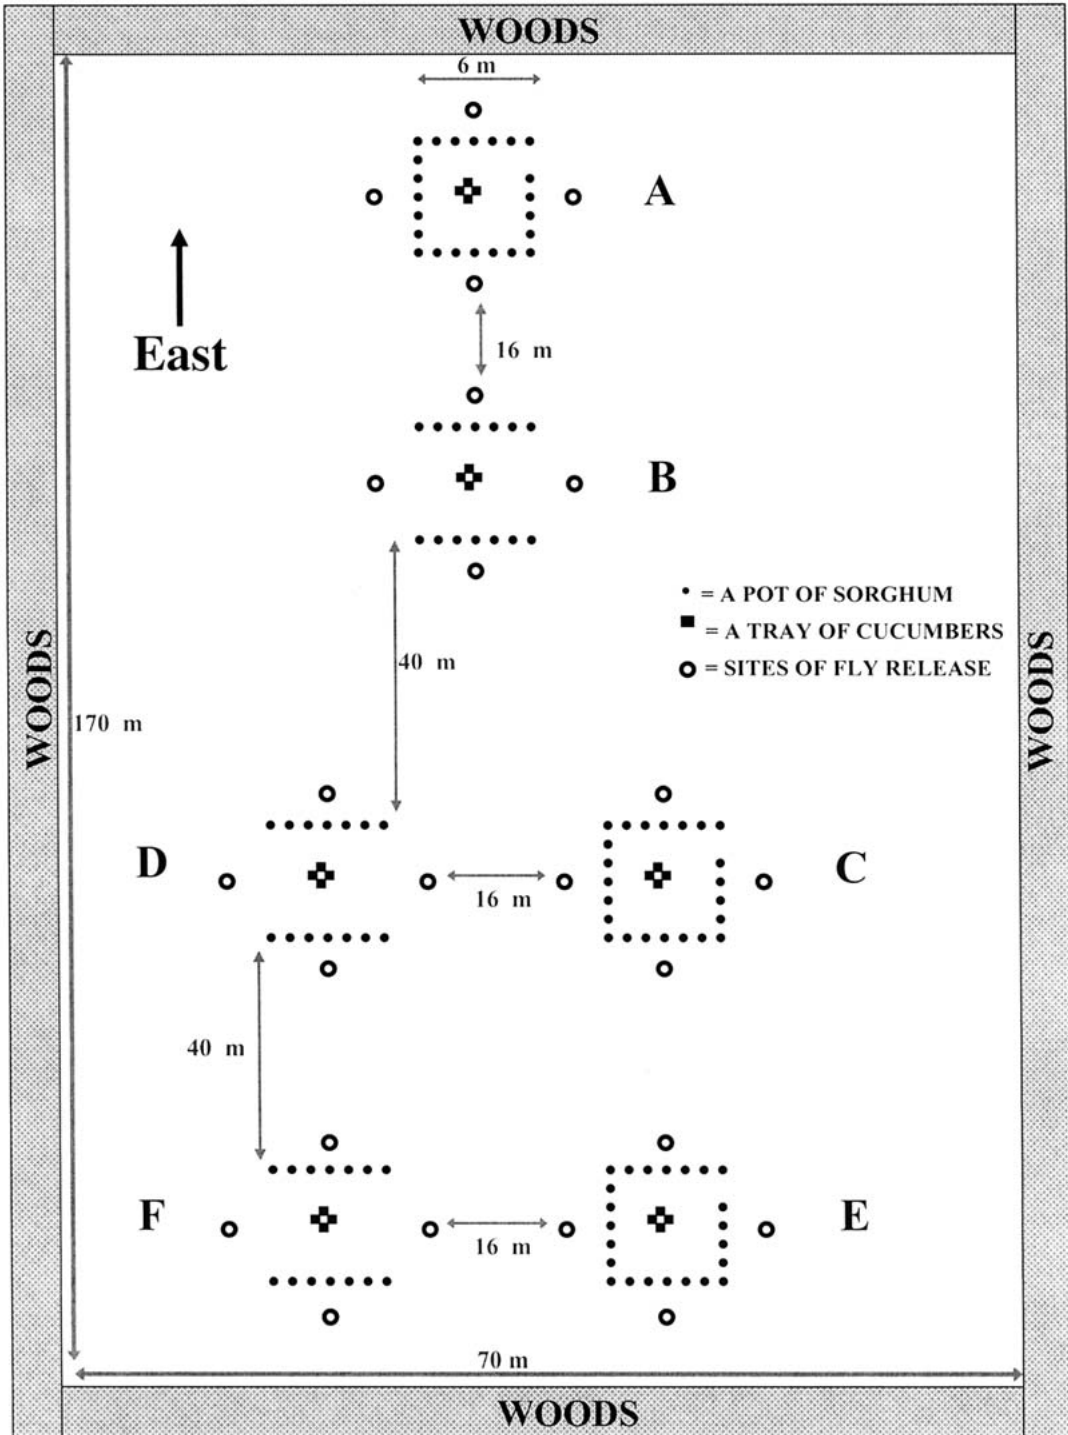 WOODS
6 m
A
East
16 m
B
• = A POT OF SORGHUM
■ = A TRAY OF CUCUMBERS
= SITES OF FLY RELEASE
40 m
WOODS
WOODS
170 m
D
C
16 m
40 m
F
E
16 m
70 m
WOODS